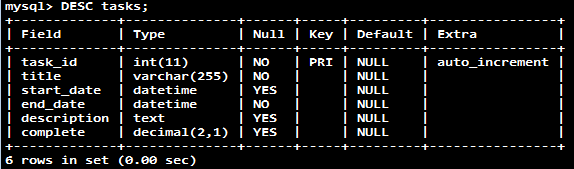 mysql> DESC tasks;
+-------------+--------------+------+-----+---------+----------------+
| Field       | Type         | Null | Key | Default | Extra          |
+-------------+--------------+------+-----+---------+----------------+
| task_id     | int(11)      | NO   | PRI | NULL    | auto_increment |
| title       | varchar(255) | NO   |     | NULL    |                |
| start_date  | datetime     | YES  |     | NULL    |                |
| end_date    | datetime     | NO   |     | NULL    |                |
| description | text         | YES  |     | NULL    |                |
| complete    | decimal(2,1) | YES  |     | NULL    |                |
+-------------+--------------+------+-----+---------+----------------+
6 rows in set (0.00 sec)